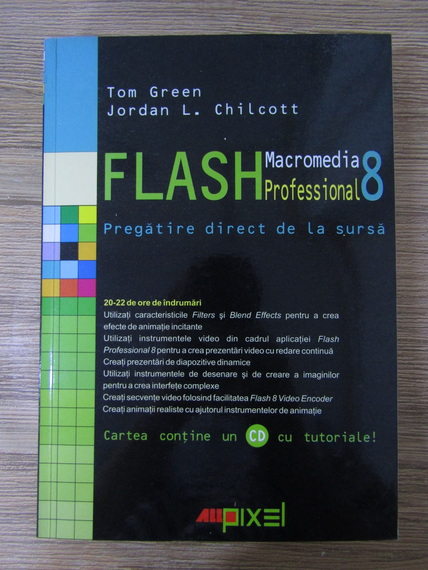 Tom Green
Jordan L. Chilcott
FLASH Macromedia Professional 8
Pregătire direct de la sursă
20-22 de ore de îndrumări
Utilizați caracteristicile Filters și Blend Effects pentru a crea
efecte de animație incitante
Utilizați instrumentele video din cadrul aplicației Flash
Professional 8 pentru a crea prezentări video cu redare continuă
Creați prezentări de diapozitive dinamice
Utilizați instrumentele de desenare și de creare a imaginilor
pentru a crea interfețe complexe
Creați secvențe video folosind facilitatea Flash 8 Video Encoder
Creați animații realiste cu ajutorul instrumentelor de animație
Cartea conține un CD cu tutoriale!
ALL pixel